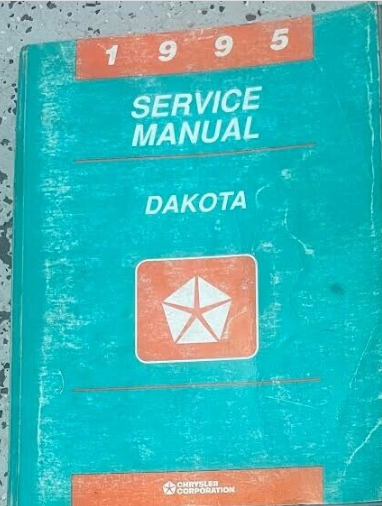 1995
SERVICE
MANUAL
DAKOTA
CHRYSLER
CORPORATION